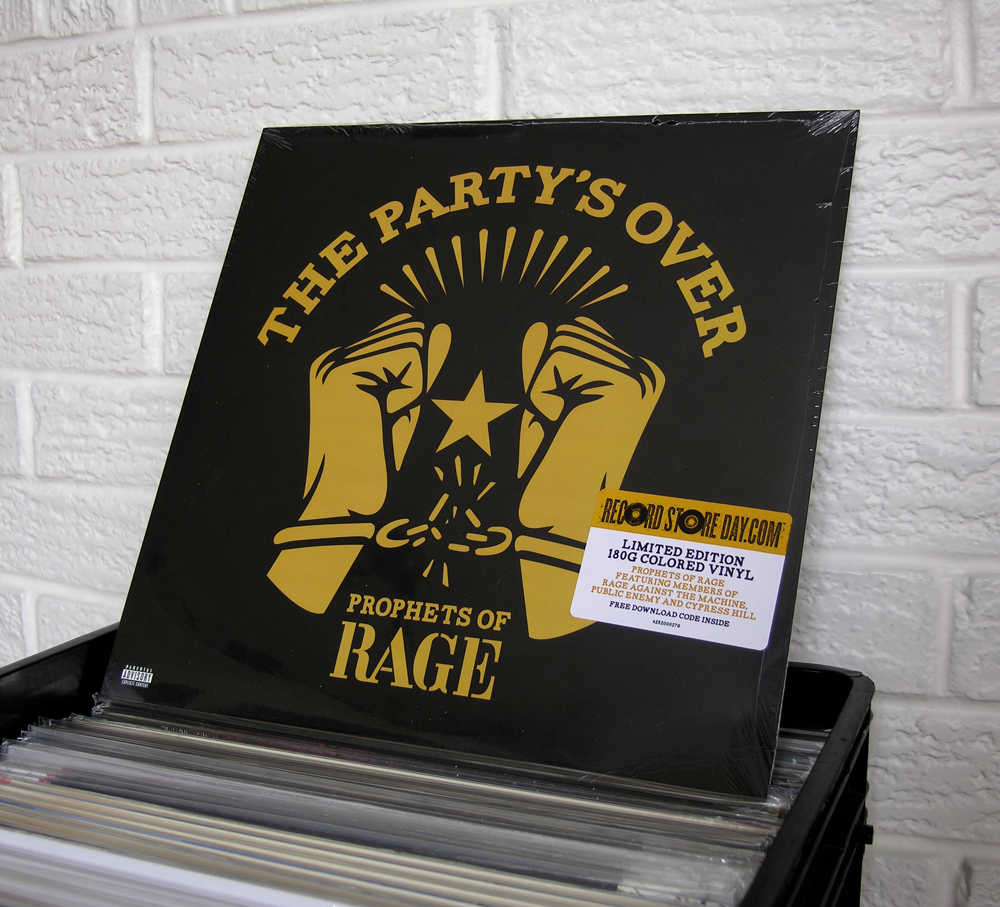 THE PARTY'S OVER
PROPHETS OF
RAGE
RECORD STORE DAY.COM
LIMITED EDITION
180G COLORED VINYL
PROPHETS OF RAGE
FEATURING MEMBERS OF
RAGE AGAINST THE MACHINE,
PUBLIC ENEMY AND CYPRESS HILL
FREE DOWNLOAD CODE INSIDE
6252000276
PARENTAL
ADVISORY
EXPLICIT CONTENT